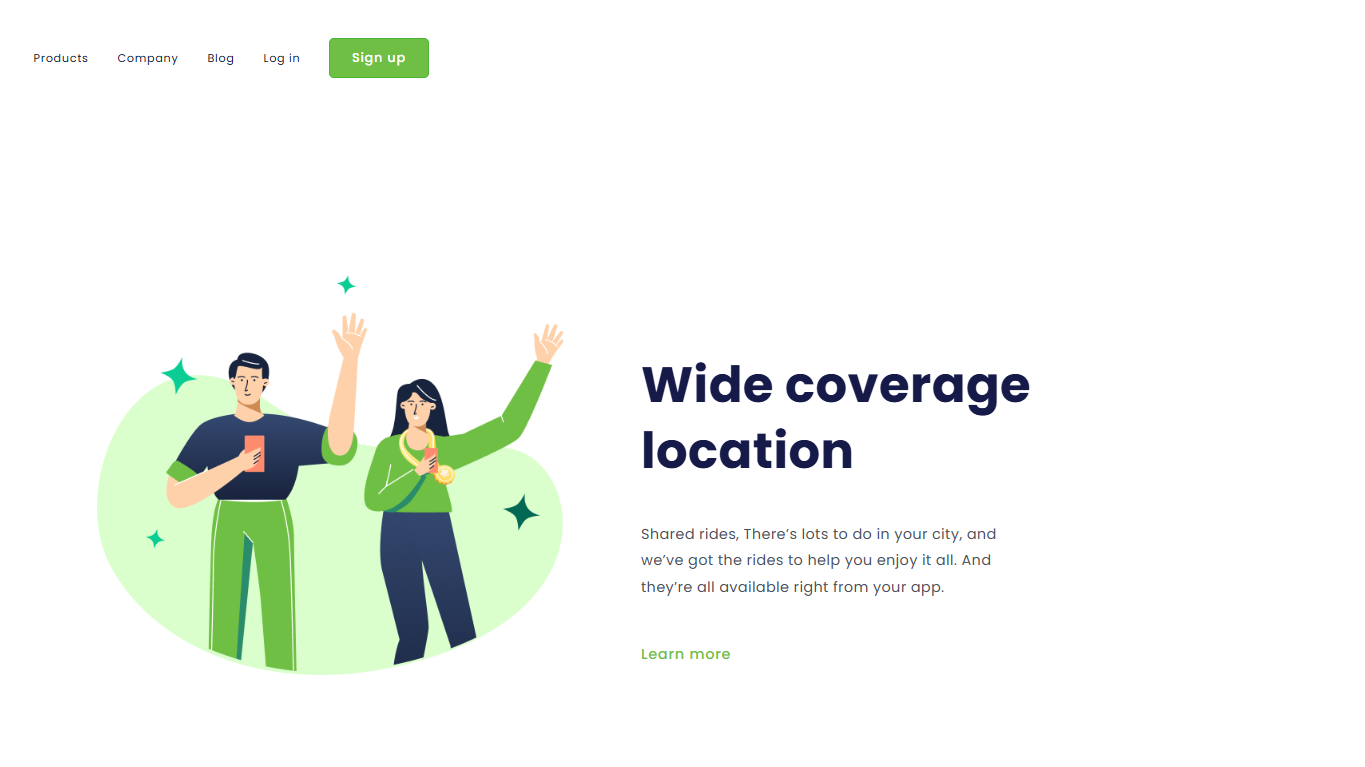 Products Company Blog Log in Sign up
Wide coverage
location
Shared rides, There’s lots to do in your city, and
we’ve got the rides to help you enjoy it all. And
they’re all available right from your app.
Learn more